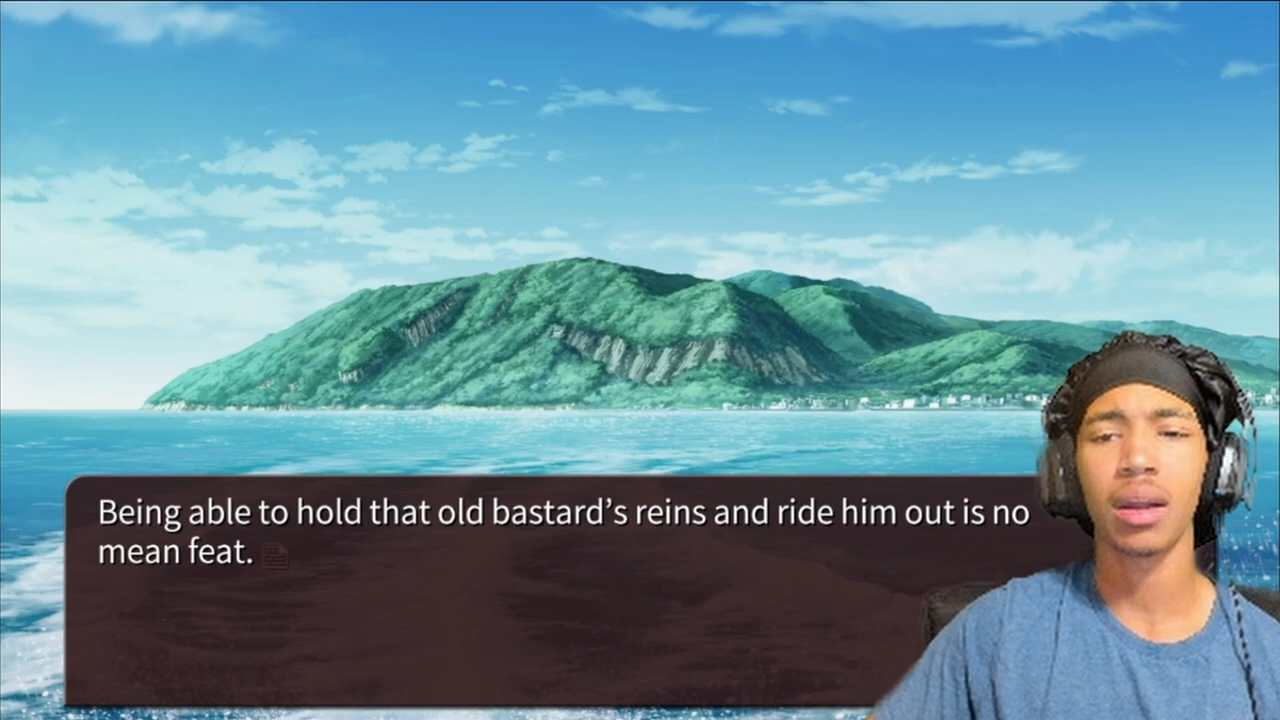 Being able to hold that old bastard’s reins and ride him out is no
mean feat.